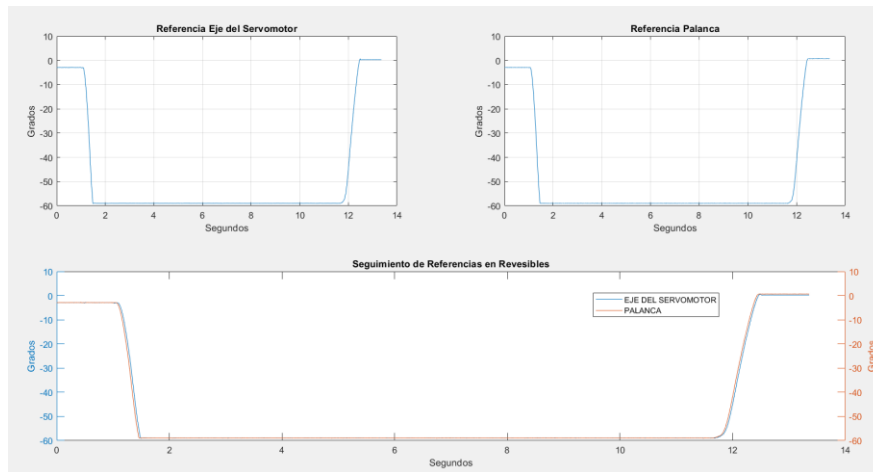 Referencia Eje del Servomotor
10
0
-10
-20
-30
-40
-50
-60
Grados
0 2 4 6 8 10 12 14
Segundos
Referencia Palanca
10
0
-10
-20
-30
-40
-50
-60
Grados
0 2 4 6 8 10 12 14
Segundos
Seguimiento de Referencias en Revesibles
10
0
-10
-20
-30
-40
-50
-60
Grados
EJE DEL SERVOMOTOR
PALANCA
10
0
-10
-20
-30
-40
-50
-60
Grados
0 2 4 6 8 10 12 14
Segundos